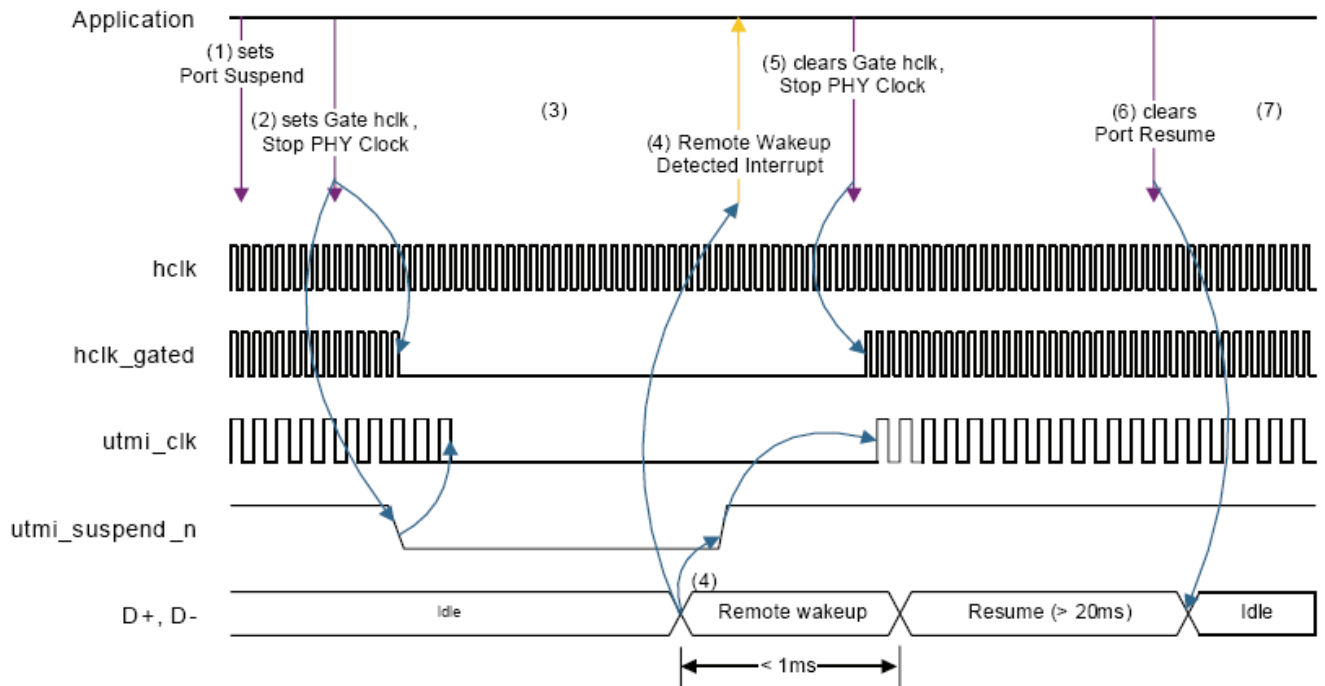 Application
(1) sets
Port Suspend
(2) sets Gate hclk,
Stop PHY Clock
(3)
(4) Remote Wakeup
Detected Interrupt
(5) clears Gate hclk,
Stop PHY Clock
(6) clears
Port Resume
(7)
hclk
hclk_gated
utmi_clk
utmi_suspend_n
(4)
D+, D-
Idle
Remote wakeup
Resume (> 20ms)
Idle
< 1ms